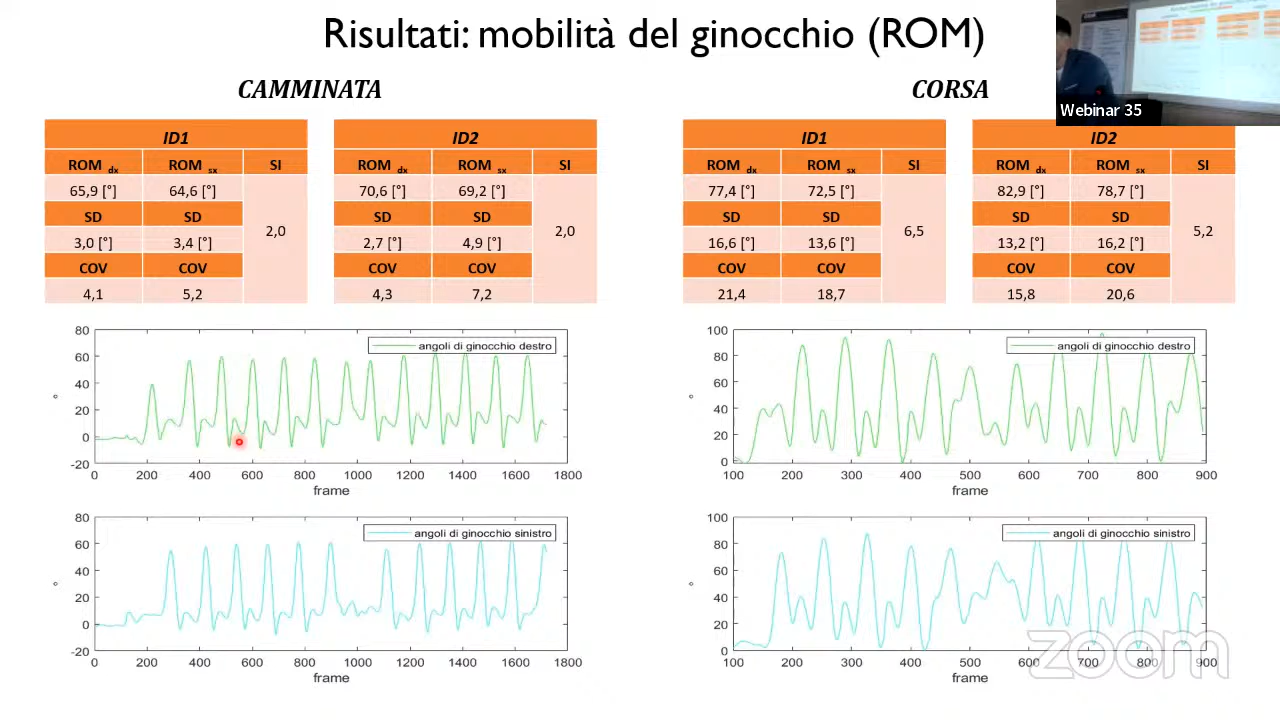 Risultati: mobilità del ginocchio (ROM)
Webinar 35
CAMMINATA
CORSA
ID1
ROM dx ROM sx SI
65,9 [°] 64,6 [°]
SD SD
2,0
3,0 [°] 3,4 [°]
COV COV
4,1 5,2
ID2
ROM dx ROM sx SI
70,6 [°] 69,2 [°]
SD SD
2,0
2,7 [°] 4,9 [°]
COV COV
4,3 7,2
ID1
ROM dx ROM sx SI
77,4 [°] 72,5 [°]
SD SD
6,5
16,6 [°] 13,6 [°]
COV COV
21,4 18,7
ID2
ROM dx ROM sx SI
82,9 [°] 78,7 [°]
SD SD
5,2
13,2 [°] 16,2 [°]
COV COV
15,8 20,6
angoli di ginocchio destro
80
60
40
20
0
-20
°
0 200 400 600 800 1000 1200 1400 1600 1800
frame
angoli di ginocchio destro
100
80
60
40
20
0
°
100 200 300 400 500 600 700 800 900
frame
angoli di ginocchio sinistro
80
60
40
20
0
-20
°
0 200 400 600 800 1000 1200 1400 1600 1800
frame
angoli di ginocchio sinistro
100
80
60
40
20
0
°
100 200 300 400 500 600 700 800 900
frame
zoom